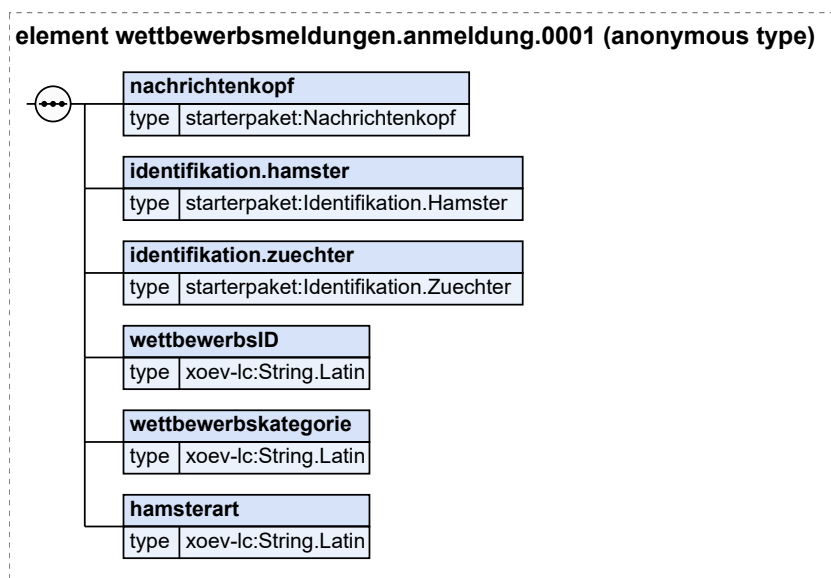 element wettbewerbsmeldungen.anmeldung.0001 (anonymous type)
nachrichtenkopf
type starterpaket:Nachrichtenkopf
identifikation.hamster
type starterpaket:Identifikation.Hamster
identifikation.zuechter
type starterpaket:Identifikation.Zuechter
wettbewerbsID
type xoev-lc:String.Latin
wettbewerbskategorie
type xoev-lc:String.Latin
hamsterart
type xoev-lc:String.Latin